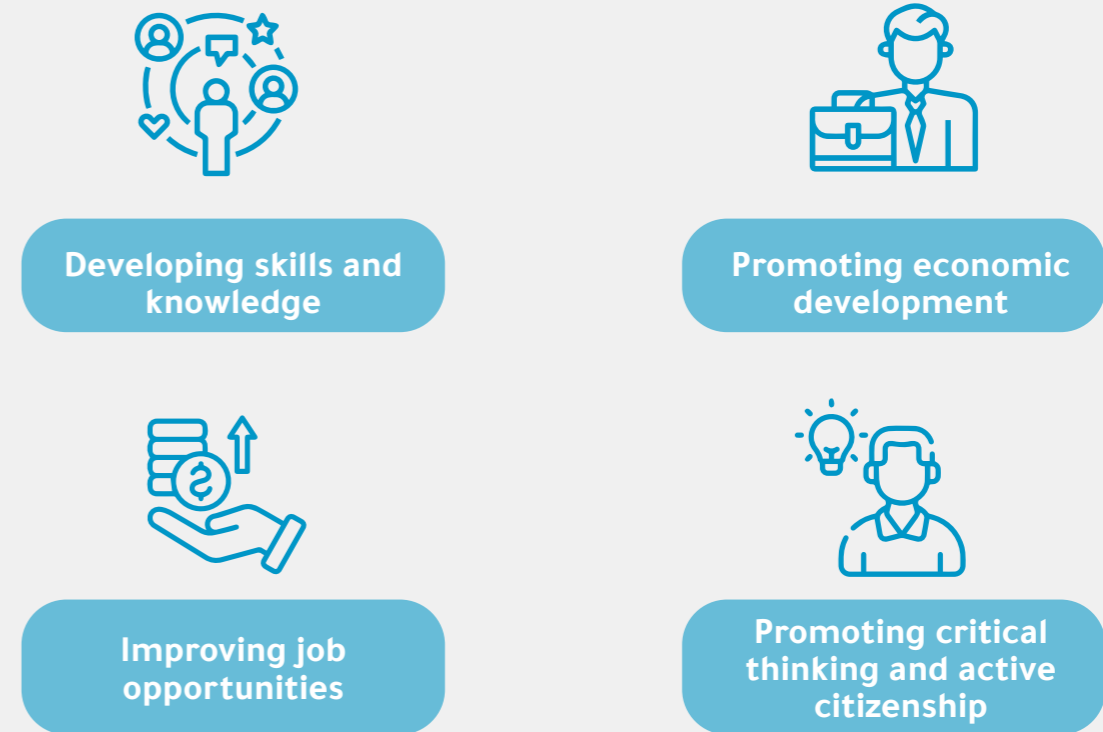 Developing skills and
knowledge
Promoting economic
development
Improving job
opportunities
Promoting critical
thinking and active
citizenship